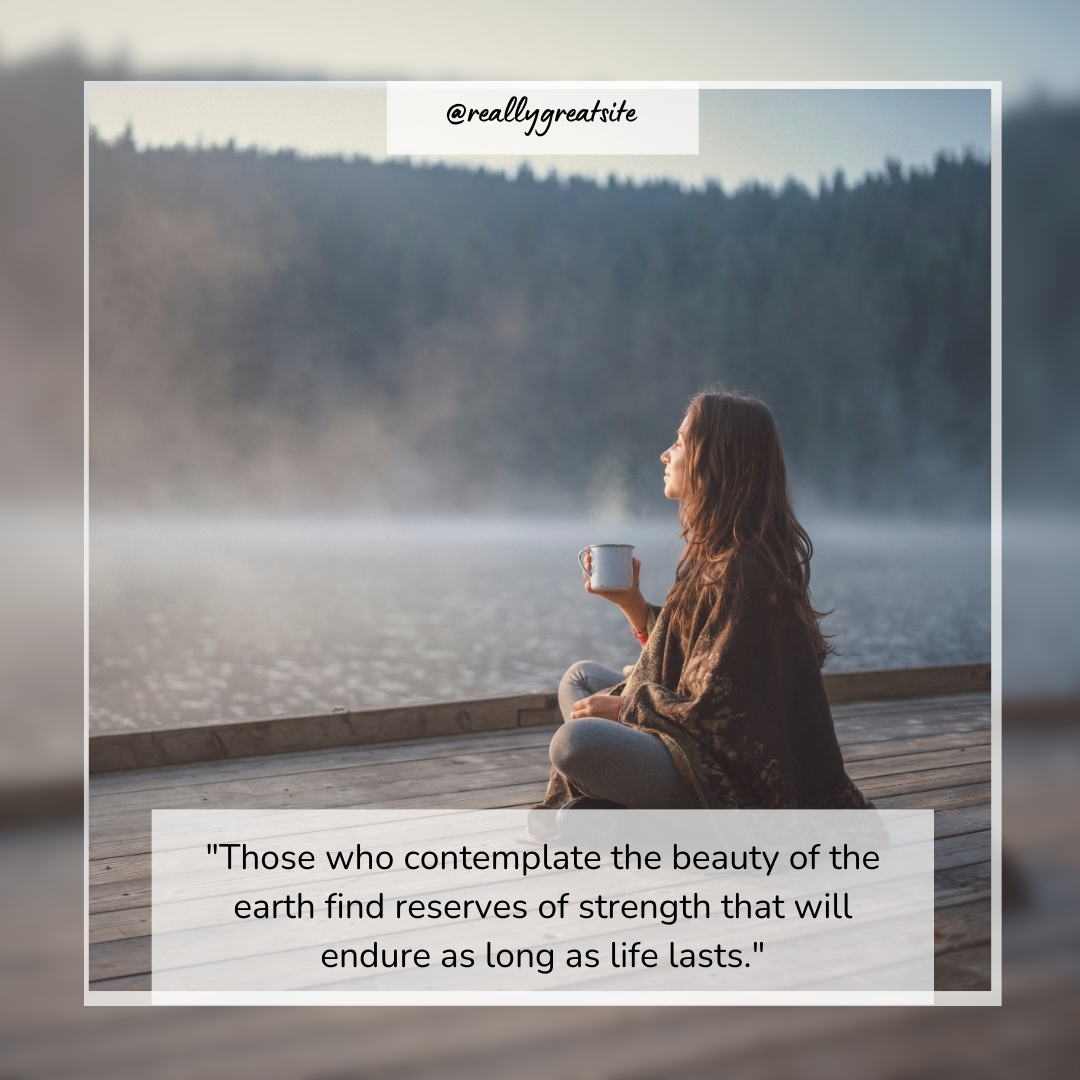 @reallygreatsite
"Those who contemplate the beauty of the
earth find reserves of strength that will
endure as long as life lasts."